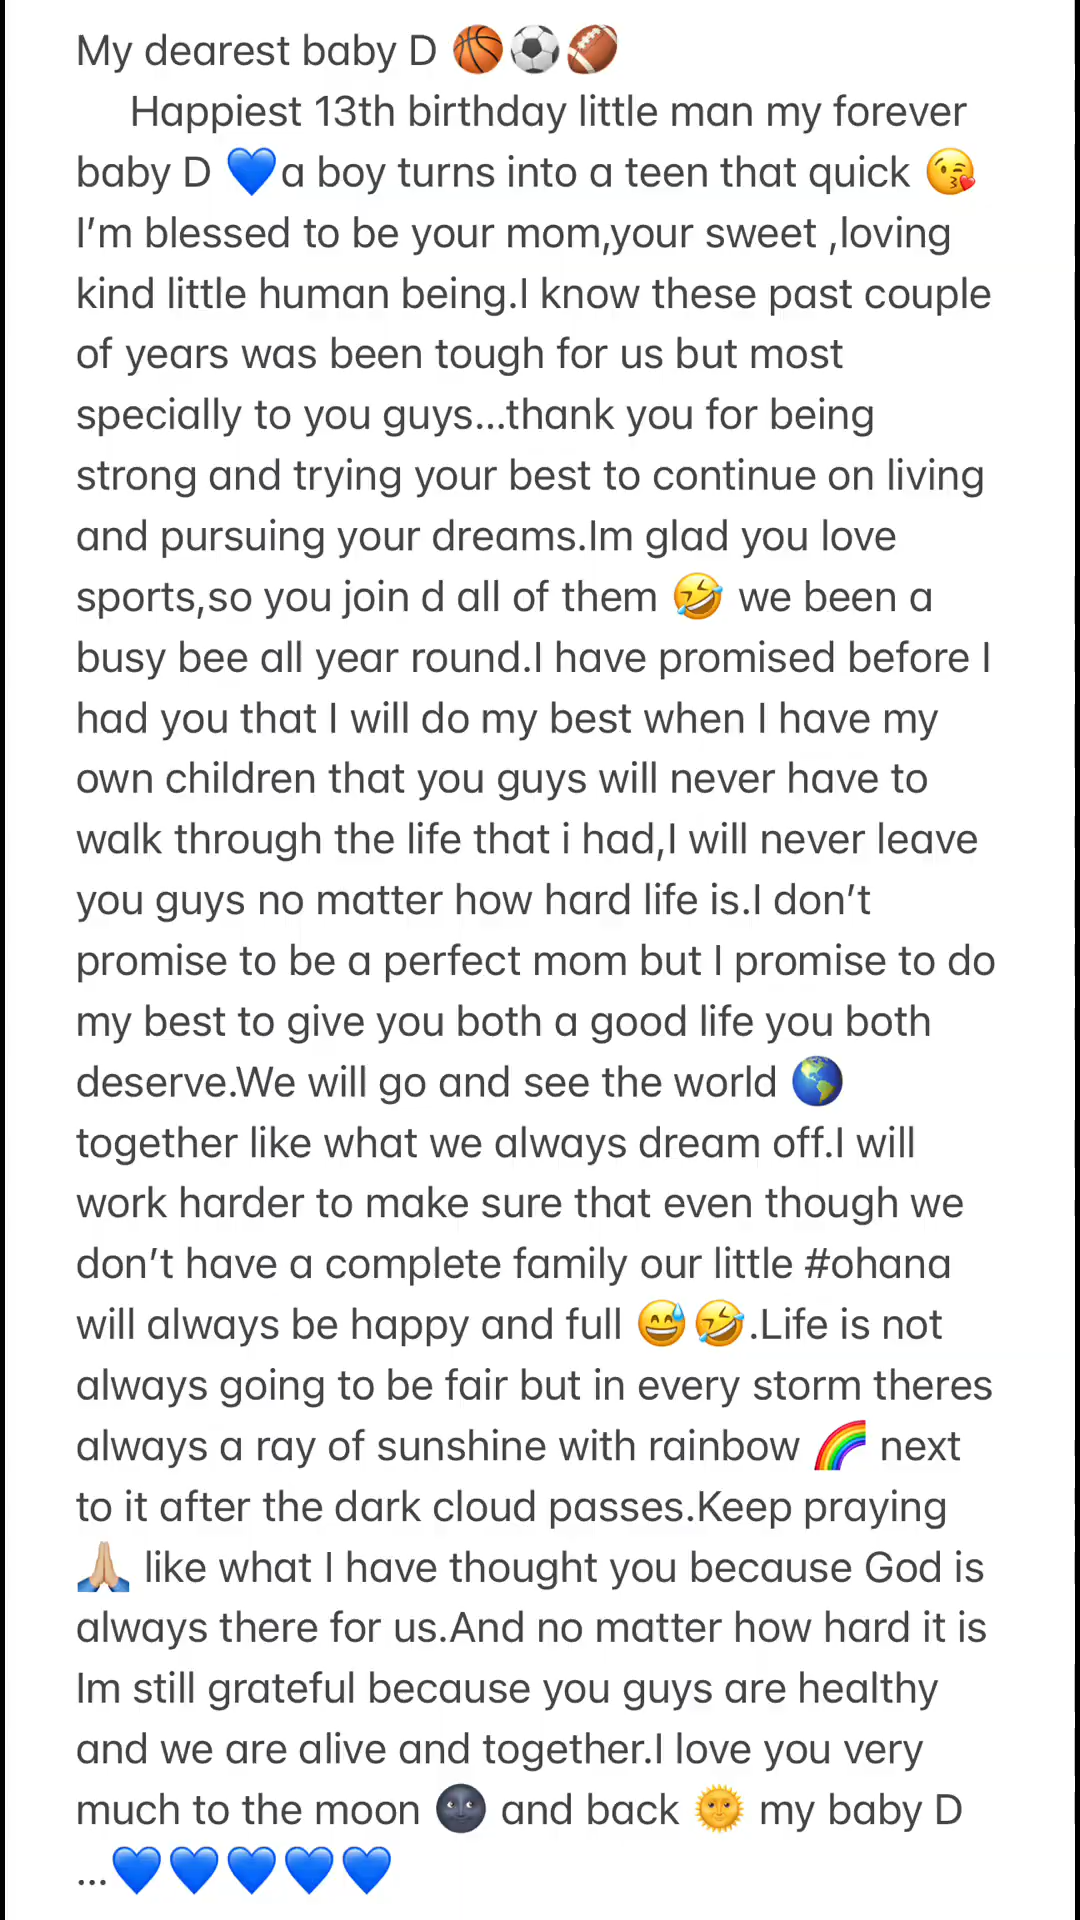 My dearest baby D 🏀⚽🏈
Happiest 13th birthday little man my forever
baby D 💙a boy turns into a teen that quick 😘
I’m blessed to be your mom,your sweet ,loving
kind little human being.I know these past couple
of years was been tough for us but most
specially to you guys...thank you for being
strong and trying your best to continue on living
and pursuing your dreams.Im glad you love
sports,so you join d all of them 🤣 we been a
busy bee all year round.I have promised before I
had you that I will do my best when I have my
own children that you guys will never have to
walk through the life that i had,I will never leave
you guys no matter how hard life is.I don’t
promise to be a perfect mom but I promise to do
my best to give you both a good life you both
deserve.We will go and see the world 🌎
together like what we always dream off.I will
work harder to make sure that even though we
don’t have a complete family our little #ohana
will always be happy and full 😅🤣.Life is not
always going to be fair but in every storm theres
always a ray of sunshine with rainbow 🌈 next
to it after the dark cloud passes.Keep praying
🙏🏼 like what I have thought you because God is
always there for us.And no matter how hard it is
Im still grateful because you guys are healthy
and we are alive and together.I love you very
much to the moon 🌚 and back 🌞 my baby D
...💙💙💙💙💙